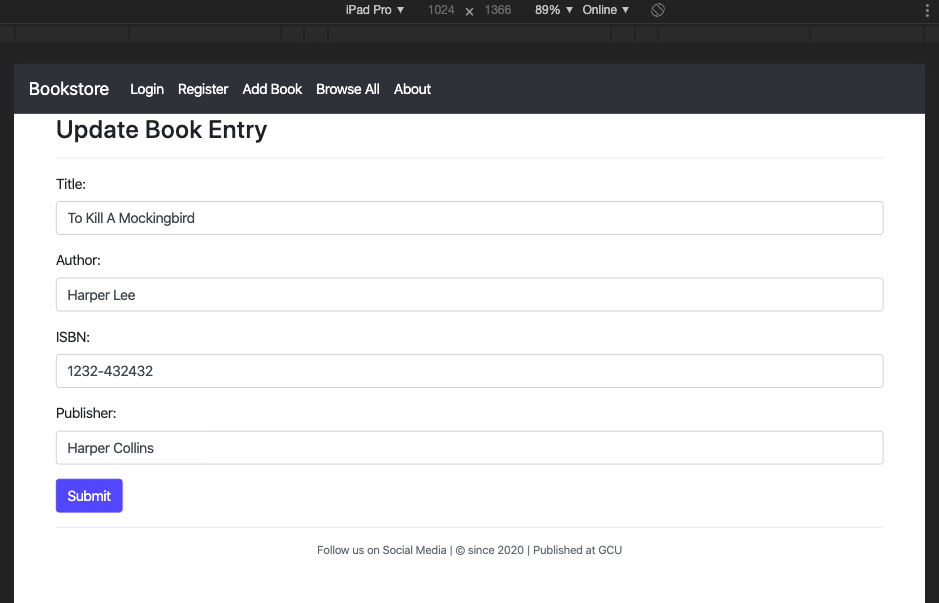 iPad Pro ▼ 1024 × 1366 89% ▼ Online ▼
Bookstore Login Register Add Book Browse All About
Update Book Entry
Title:
To Kill A Mockingbird
Author:
Harper Lee
ISBN:
1232-432432
Publisher:
Harper Collins
Submit
Follow us on Social Media | © since 2020 | Published at GCU